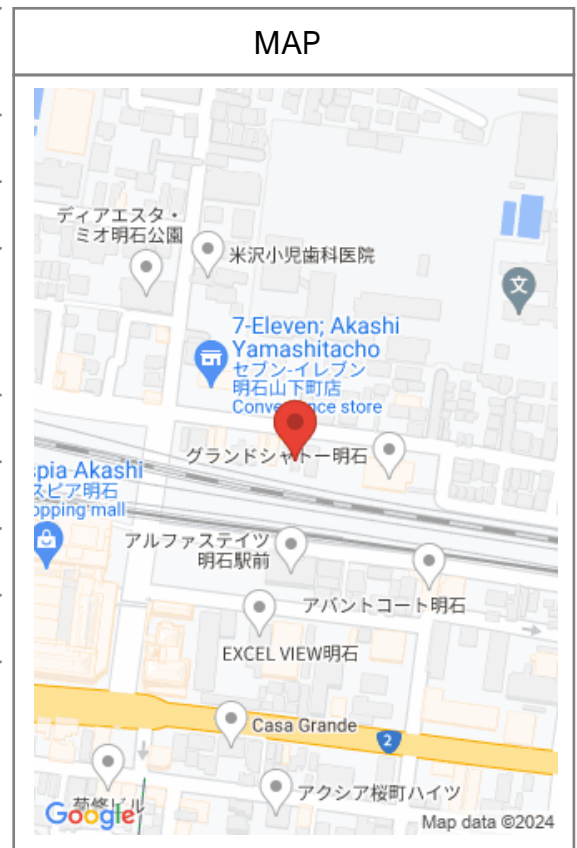 MAP
ディアエスタ・
ミオ明石公園
米沢小児歯科医院
文
7-Eleven; Akashi
Yamashitacho
セブン-イレブン
明石山下町店
store
グランドシャトー明石
spia Akashi
スピア明石
opping mall
アルファステイツ
明石駅前
アバントコート明石
EXCEL VIEW明石
Casa Grande
2
アクシア桜町ハイツ
Google
Map data ©2024